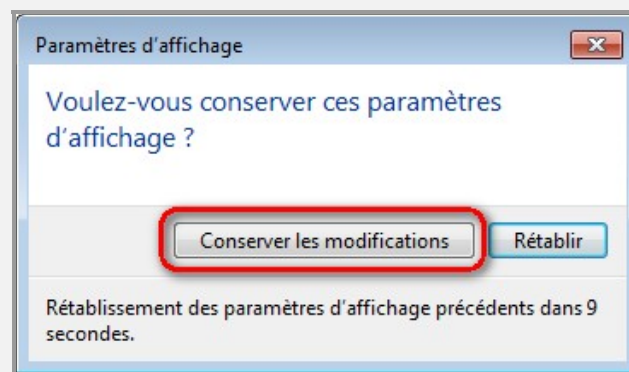 Paramètres d'affichage
Voulez-vous conserver ces paramètres
d'affichage ?
Conserver les modifications
Rétablir
Rétablissement des paramètres d'affichage précédents dans 9
secondes.